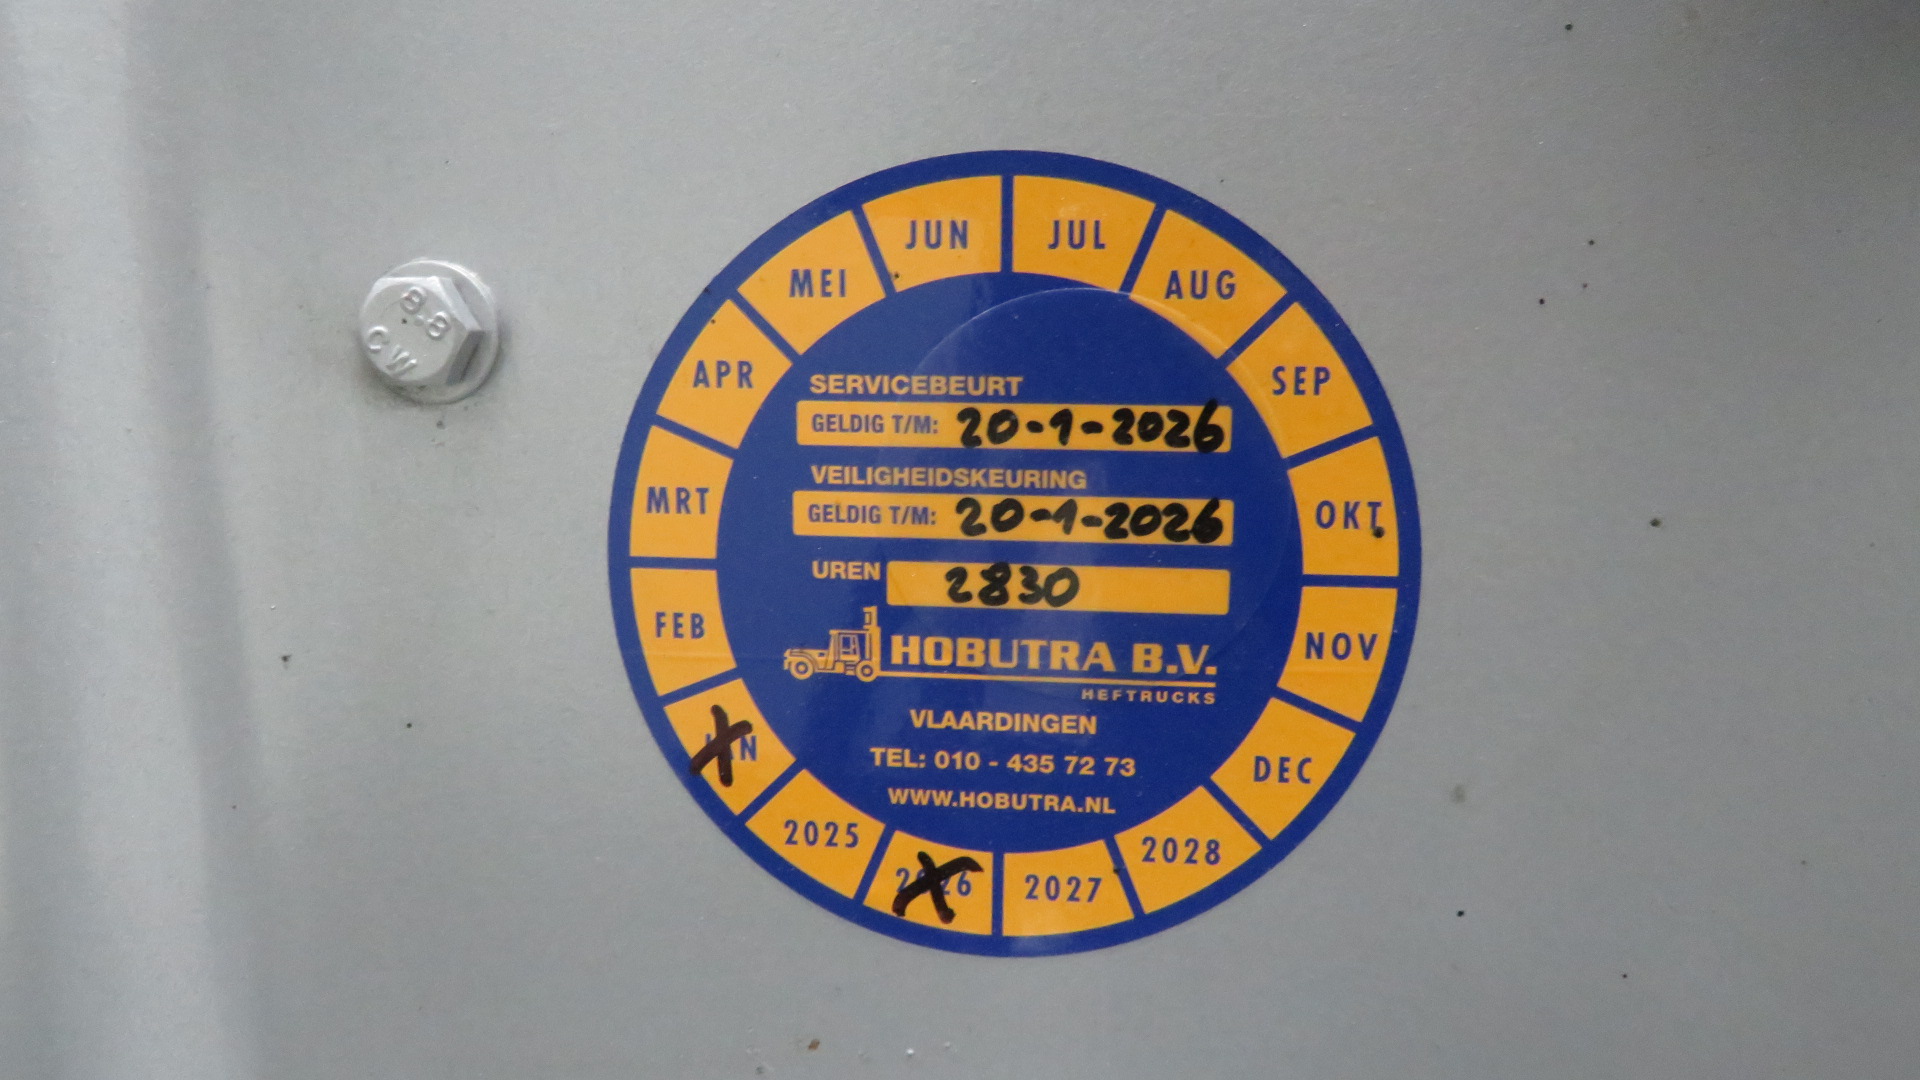 8.8
CW
JAN
FEB
MRT
APR
MEI
JUN
JUL
AUG
SEP
OKT
NOV
DEC
SERVICEBEURT
GELDIG T/M: 20-1-2026
VEILIGHEIDSKEURING
GELDIG T/M: 20-1-2026
UREN 2830
HOBUTRA B.V.
HEFTRUCKS
VLAARDINGEN
TEL: 010 - 435 72 73
WWW.HOBUTRA.NL
2025
2026
2027
2028